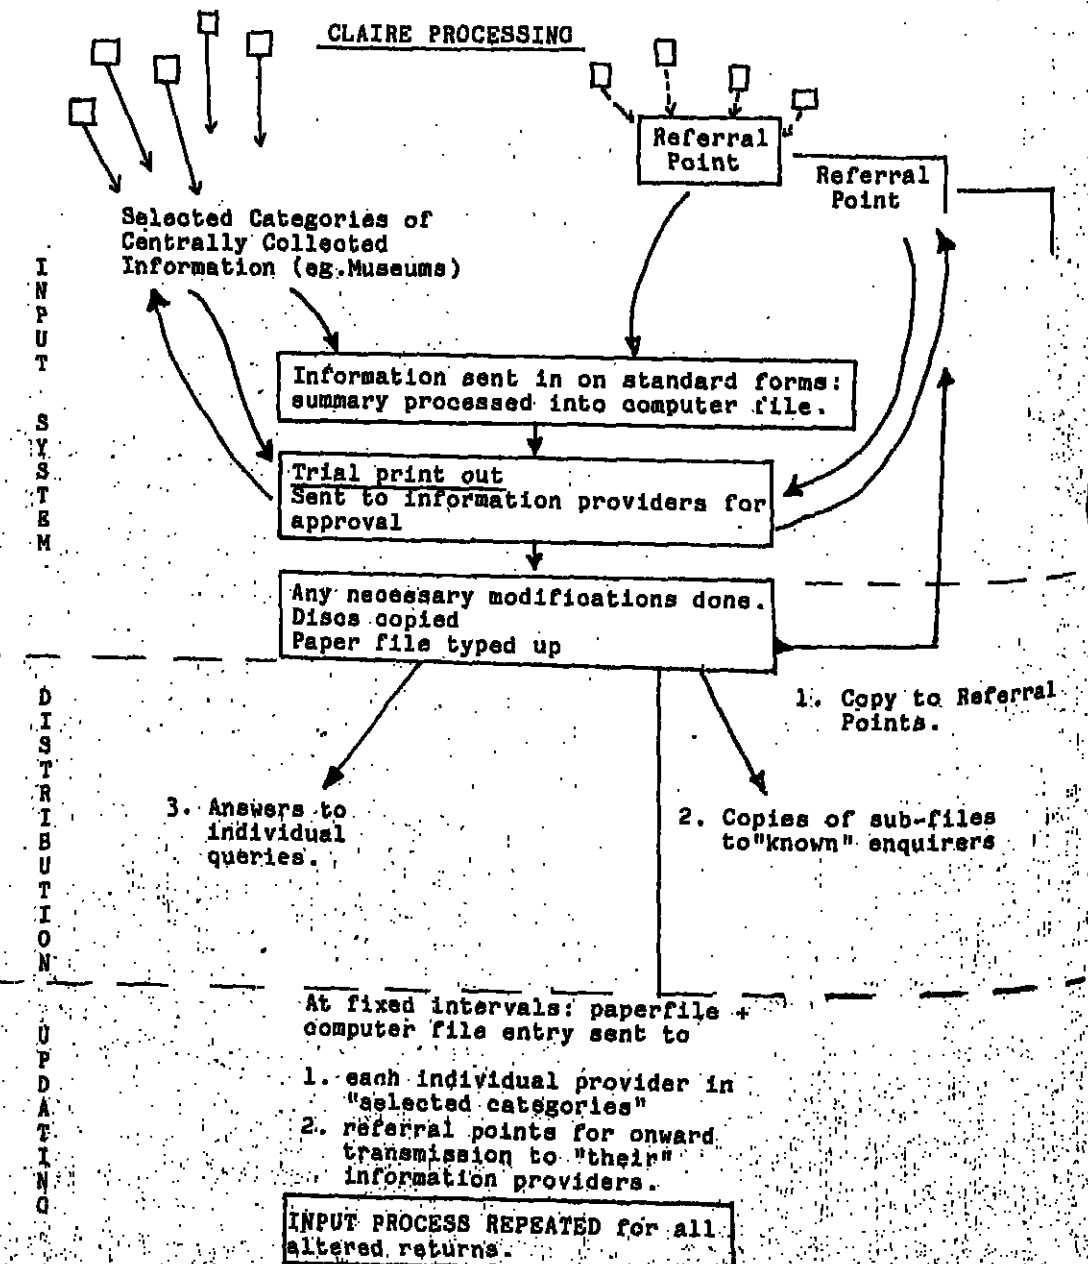 CLAIRE PROCESSING
Referral
Point
Referral
Point
Selected Categories of
Centrally Collected
Information (eg.Museums)
INPUT SYSTEM
Information sent in on standard forms:
summary processed into computer file.
Trial print out
Sent to information providers for
approval
Any necessary modifications done.
Discs copied
Paper file typed up
DISTRIBUTION
1. Copy to Referral
Points.
3. Answers to
individual
queries.
2. Copies of sub-files
to"known" enquirers
UPDATING
At fixed intervals: paperfile +
computer file entry sent to
1. each individual provider in
"selected categories"
2. referral points for onward
transmission to "their"
information providers.
INPUT PROCESS REPEATED for all
altered returns.